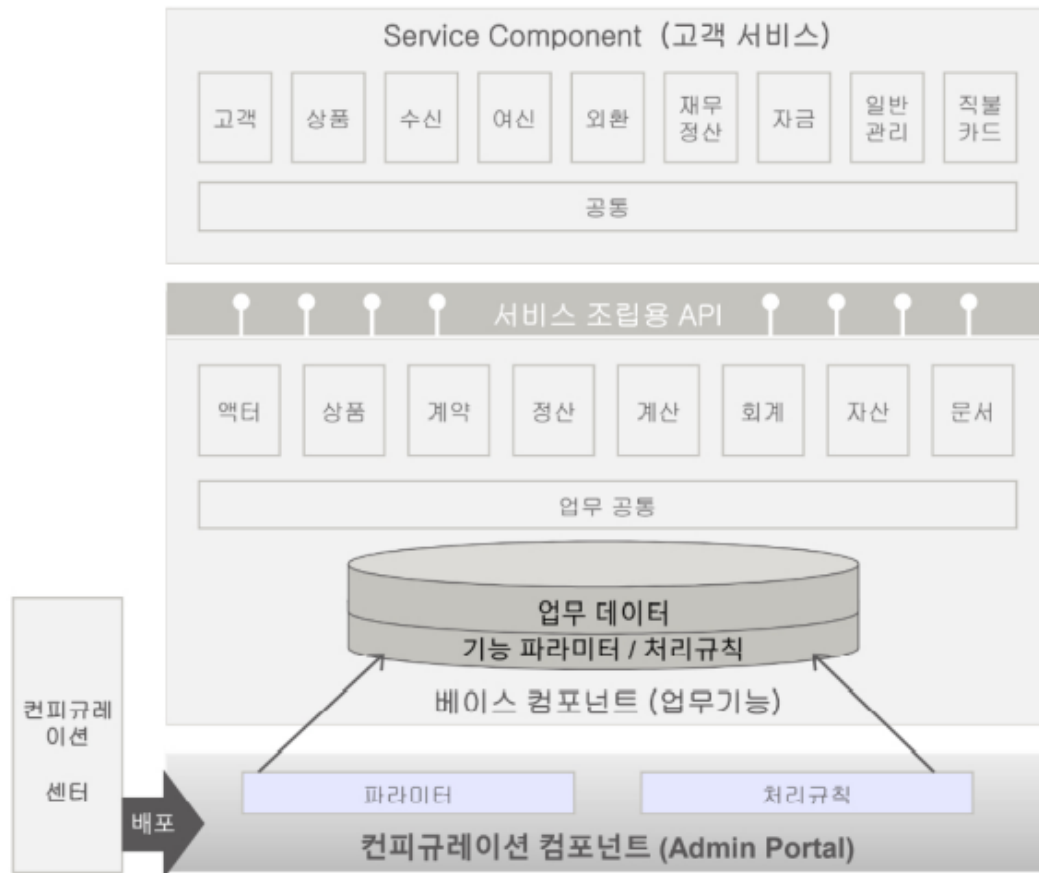 Service Component (고객 서비스)
고객
상품
수신
여신
외환
재무
정산
자금
일반
관리
직불
카드
공통
서비스 조립용 API
액터
상품
계약
정산
계산
회계
자산
문서
업무 공통
업무 데이터
기능 파라미터 / 처리규칙
베이스 컴포넌트 (업무기능)
컨피규레
이션
센터
배포
파라미터
처리규칙
컨피규레이션 컴포넌트 (Admin Portal)